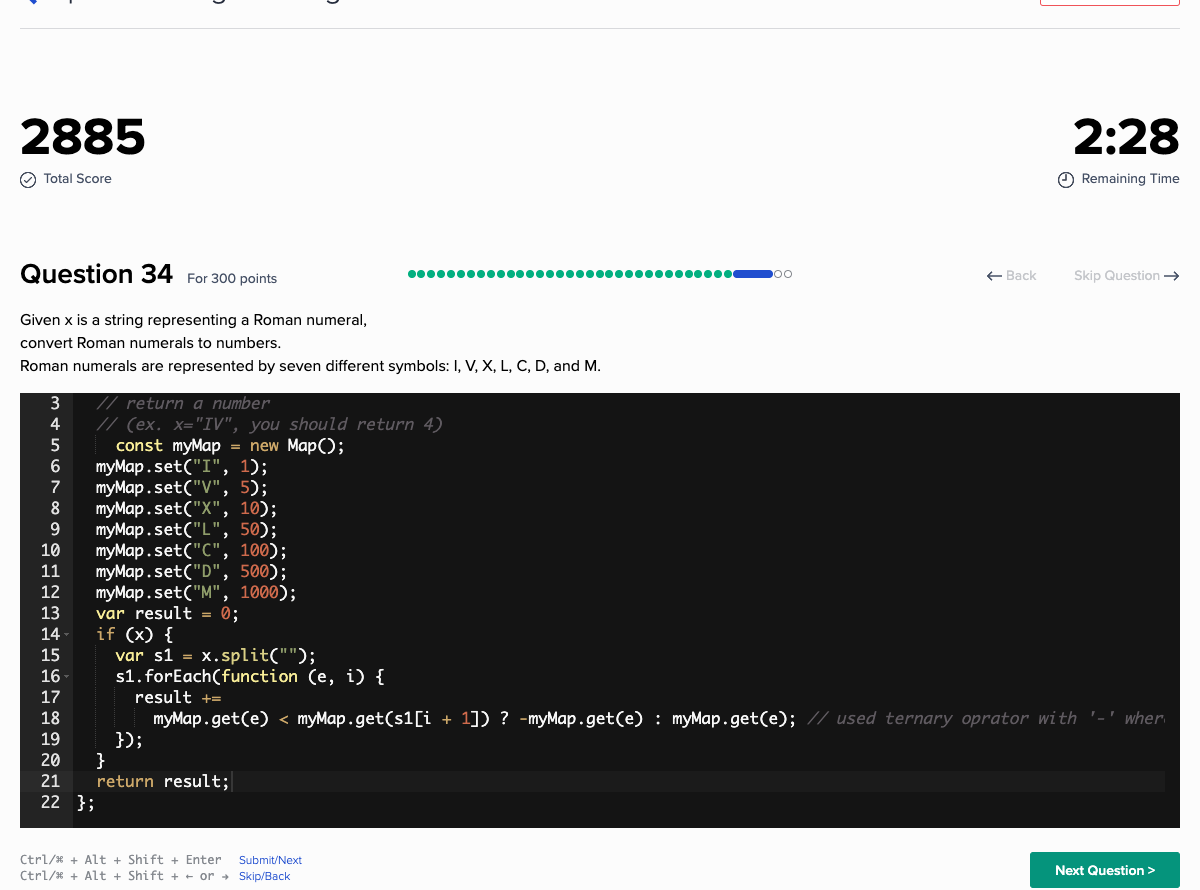 2885
Total Score
2:28
Remaining Time
Question 34 For 300 points
← Back
Skip Question →
Given x is a string representing a Roman numeral,
convert Roman numerals to numbers.
Roman numerals are represented by seven different symbols: I, V, X, L, C, D, and M.
3 // return a number
4 // (ex. x="IV", you should return 4)
5 const myMap = new Map();
6 myMap.set("I", 1);
7 myMap.set("V", 5);
8 myMap.set("X", 10);
9 myMap.set("L", 50);
10 myMap.set("C", 100);
11 myMap.set("D", 500);
12 myMap.set("M", 1000);
13 var result = 0;
14 if (x) {
15 var s1 = x.split("");
16 s1.forEach(function (e, i) {
17 result +=
18 myMap.get(e) < myMap.get(s1[i + 1]) ? -myMap.get(e) : myMap.get(e); // used ternary oprator with '-' wher
19 });
20 }
21 return result;
22 };
Ctrl/⌘ + Alt + Shift + Enter Submit/Next
Ctrl/⌘ + Alt + Shift + ← or → Skip/Back
Next Question >